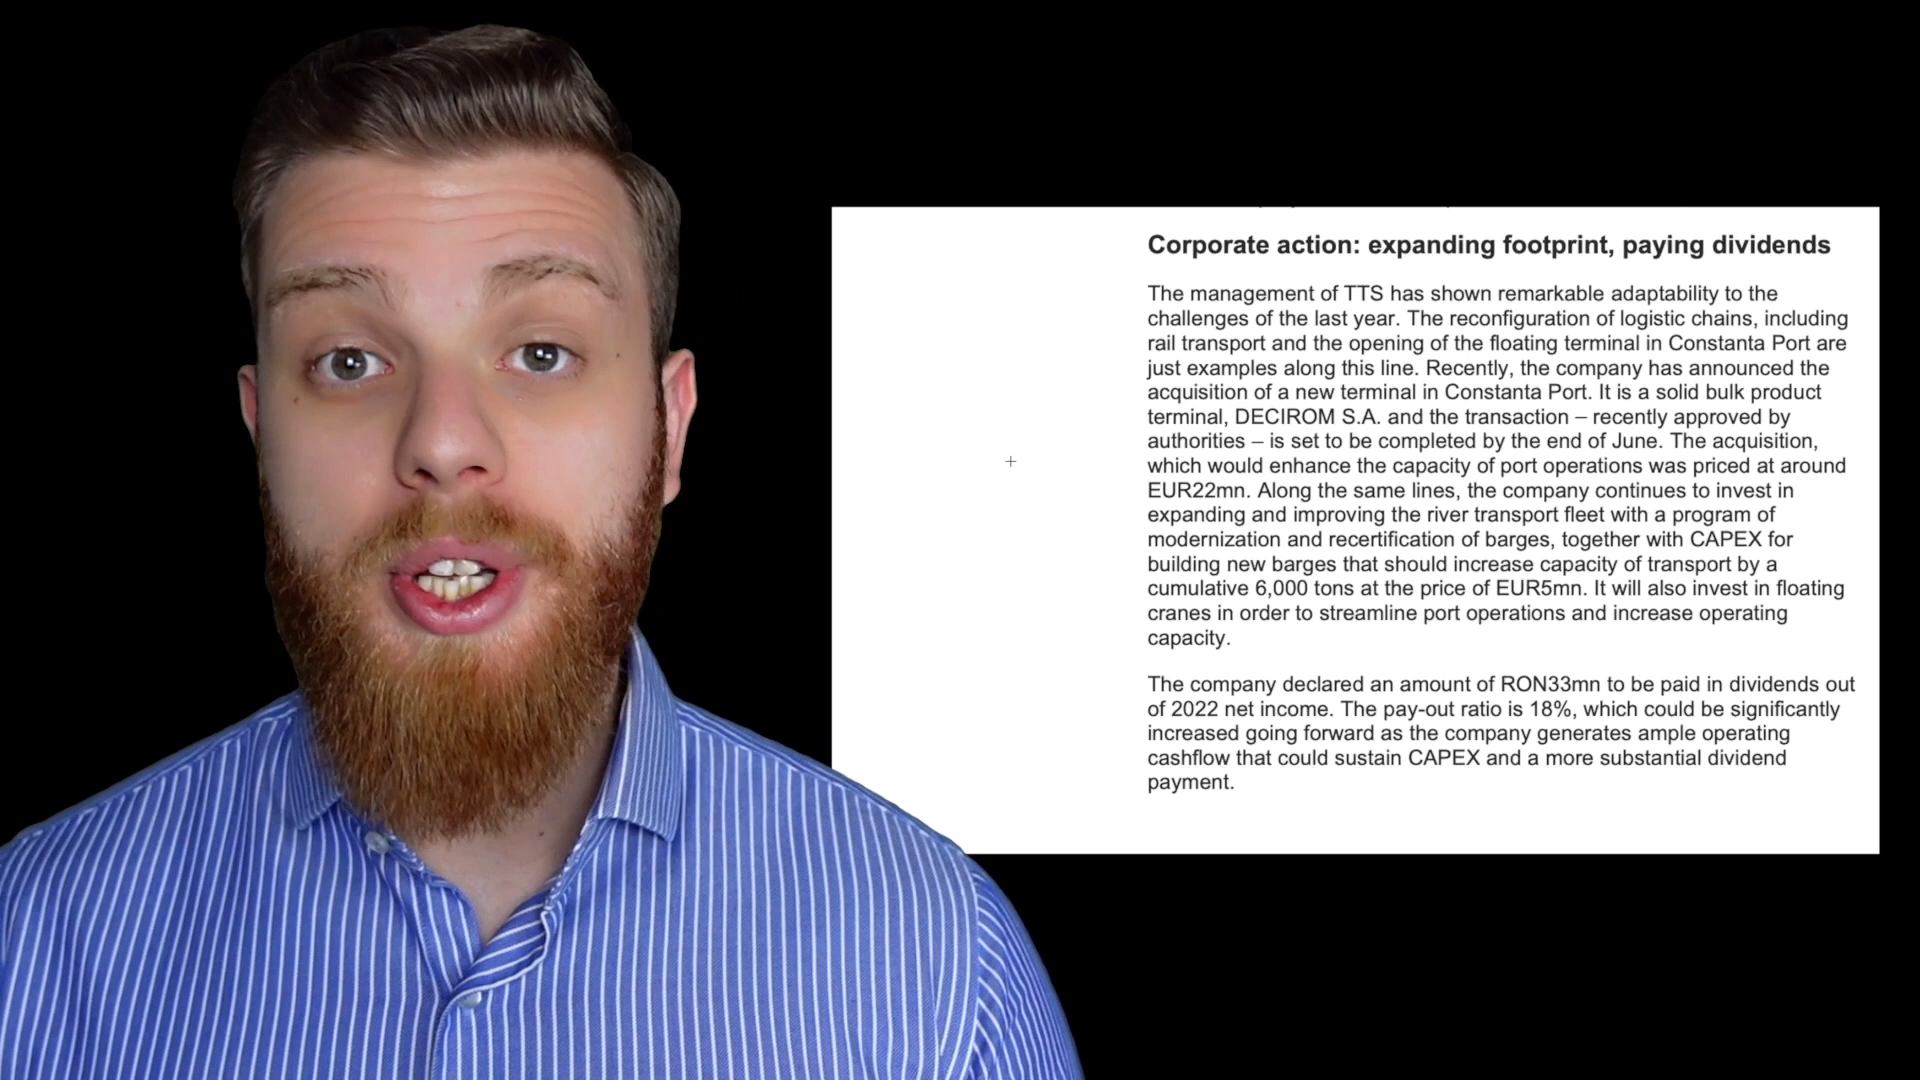 Corporate action: expanding footprint, paying dividends
The management of TTS has shown remarkable adaptability to the
challenges of the last year. The reconfiguration of logistic chains, including
rail transport and the opening of the floating terminal in Constanta Port are
just examples along this line. Recently, the company has announced the
acquisition of a new terminal in Constanta Port. It is a solid bulk product
terminal, DECIROM S.A. and the transaction – recently approved by
authorities – is set to be completed by the end of June. The acquisition,
which would enhance the capacity of port operations was priced at around
EUR22mn. Along the same lines, the company continues to invest in
expanding and improving the river transport fleet with a program of
modernization and recertification of barges, together with CAPEX for
building new barges that should increase capacity of transport by a
cumulative 6,000 tons at the price of EUR5mn. It will also invest in floating
cranes in order to streamline port operations and increase operating
capacity.
The company declared an amount of RON33mn to be paid in dividends out
of 2022 net income. The pay-out ratio is 18%, which could be significantly
increased going forward as the company generates ample operating
cashflow that could sustain CAPEX and a more substantial dividend
payment.